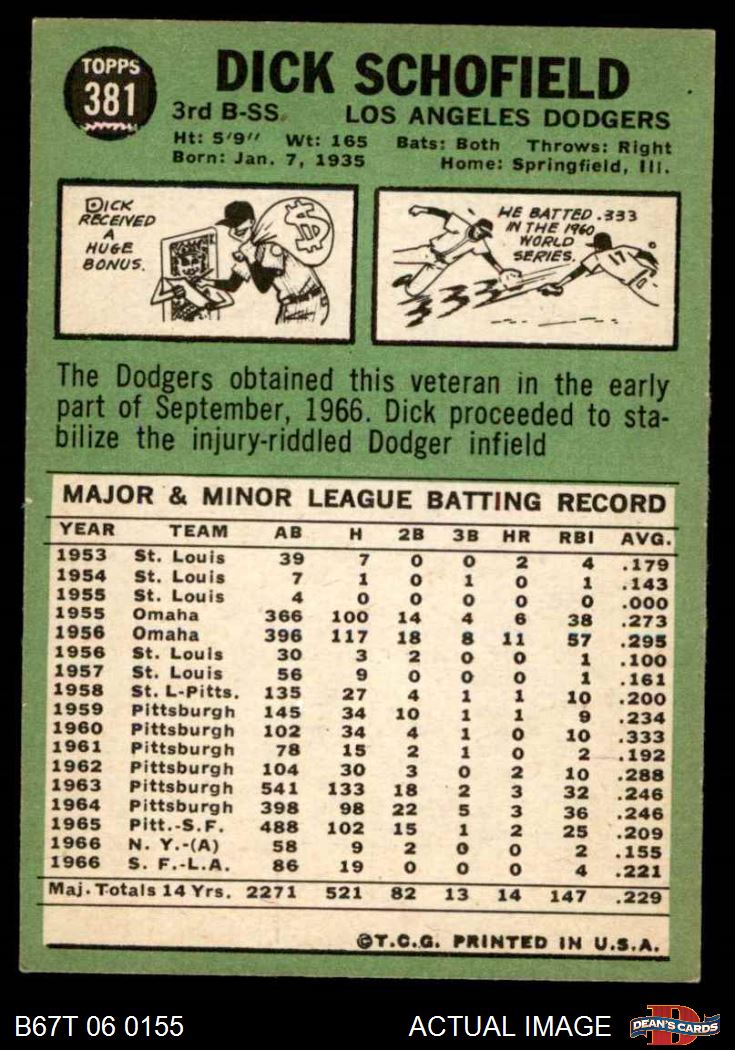 TOPPS
381
DICK SCHOFIELD
3rd B-SS. LOS ANGELES DODGERS
Ht: 5'9" Wt: 165 Bats: Both Throws: Right
Born: Jan. 7, 1935 Home: Springfield, Ill.
DICK
RECEIVED
A
HUGE
BONUS.
$
HE BATTED .333
IN THE 1960
WORLD
SERIES.
17
The Dodgers obtained this veteran in the early
part of September, 1966. Dick proceeded to sta-
bilize the injury-riddled Dodger infield
MAJOR & MINOR LEAGUE BATTING RECORD
YEAR TEAM AB H 2B 3B HR RBI AVG.
1953 St. Louis 39 7 0 0 2 4 .179
1954 St. Louis 7 1 0 1 0 1 .143
1955 St. Louis 4 0 0 0 0 0 .000
1955 Omaha 366 100 14 4 6 38 .273
1956 Omaha 396 117 18 8 11 57 .295
1956 St. Louis 30 3 2 0 0 1 .100
1957 St. Louis 56 9 0 0 0 1 .161
1958 St. L-Pitts. 135 27 4 1 1 10 .200
1959 Pittsburgh 145 34 10 1 1 9 .234
1960 Pittsburgh 102 34 4 1 0 10 .333
1961 Pittsburgh 78 15 2 1 0 2 .192
1962 Pittsburgh 104 30 3 0 2 10 .288
1963 Pittsburgh 541 133 18 2 3 32 .246
1964 Pittsburgh 398 98 22 5 3 36 .246
1965 Pitt.-S.F. 488 102 15 1 2 25 .209
1966 N. Y.-(A) 58 9 2 0 0 2 .155
1966 S. F.-L.A. 86 19 0 0 0 4 .221
Maj. Totals 14 Yrs. 2271 521 82 13 14 147 .229
©T.C.G. PRINTED IN U.S.A.
B67T 06 0155 ACTUAL IMAGE
D
DEAN'S CARDS